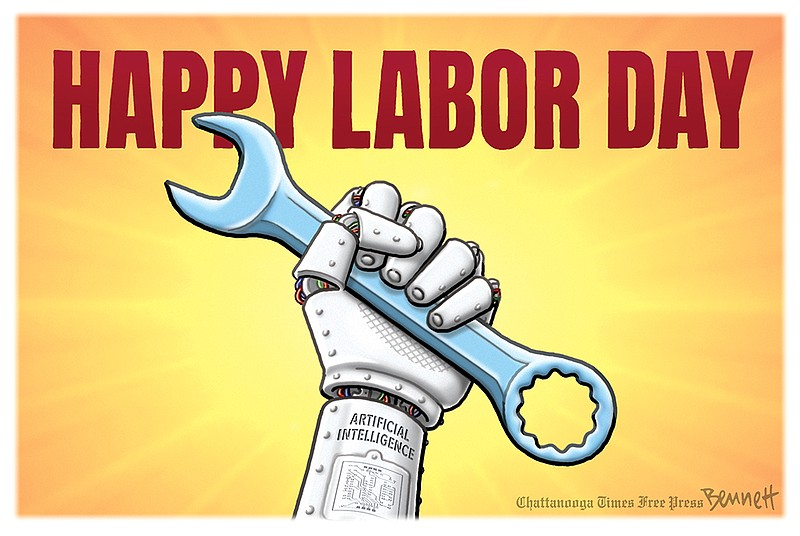 HAPPY LABOR DAY
ARTIFICIAL
INTELLIGENCE
Chattanooga Times Free Press Bennett